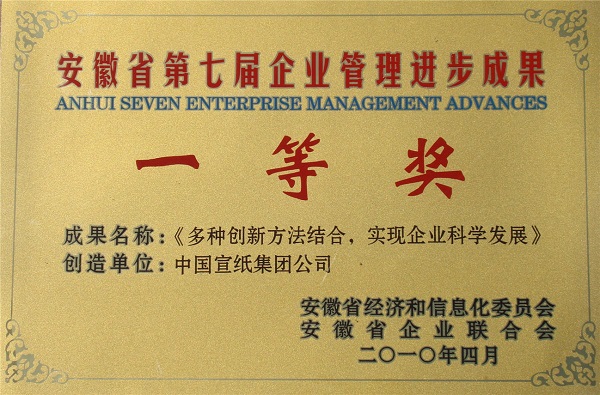 安徽省第七届企业管理进步成果
ANHUI SEVEN ENTERPRISE MANAGEMENT ADVANCES
一等奖
成果名称：《多种创新方法结合，实现企业科学发展》
创造单位：中国宣纸集团公司
安徽省经济和信息化委员会
安徽省企业联合会
二〇一〇年四月